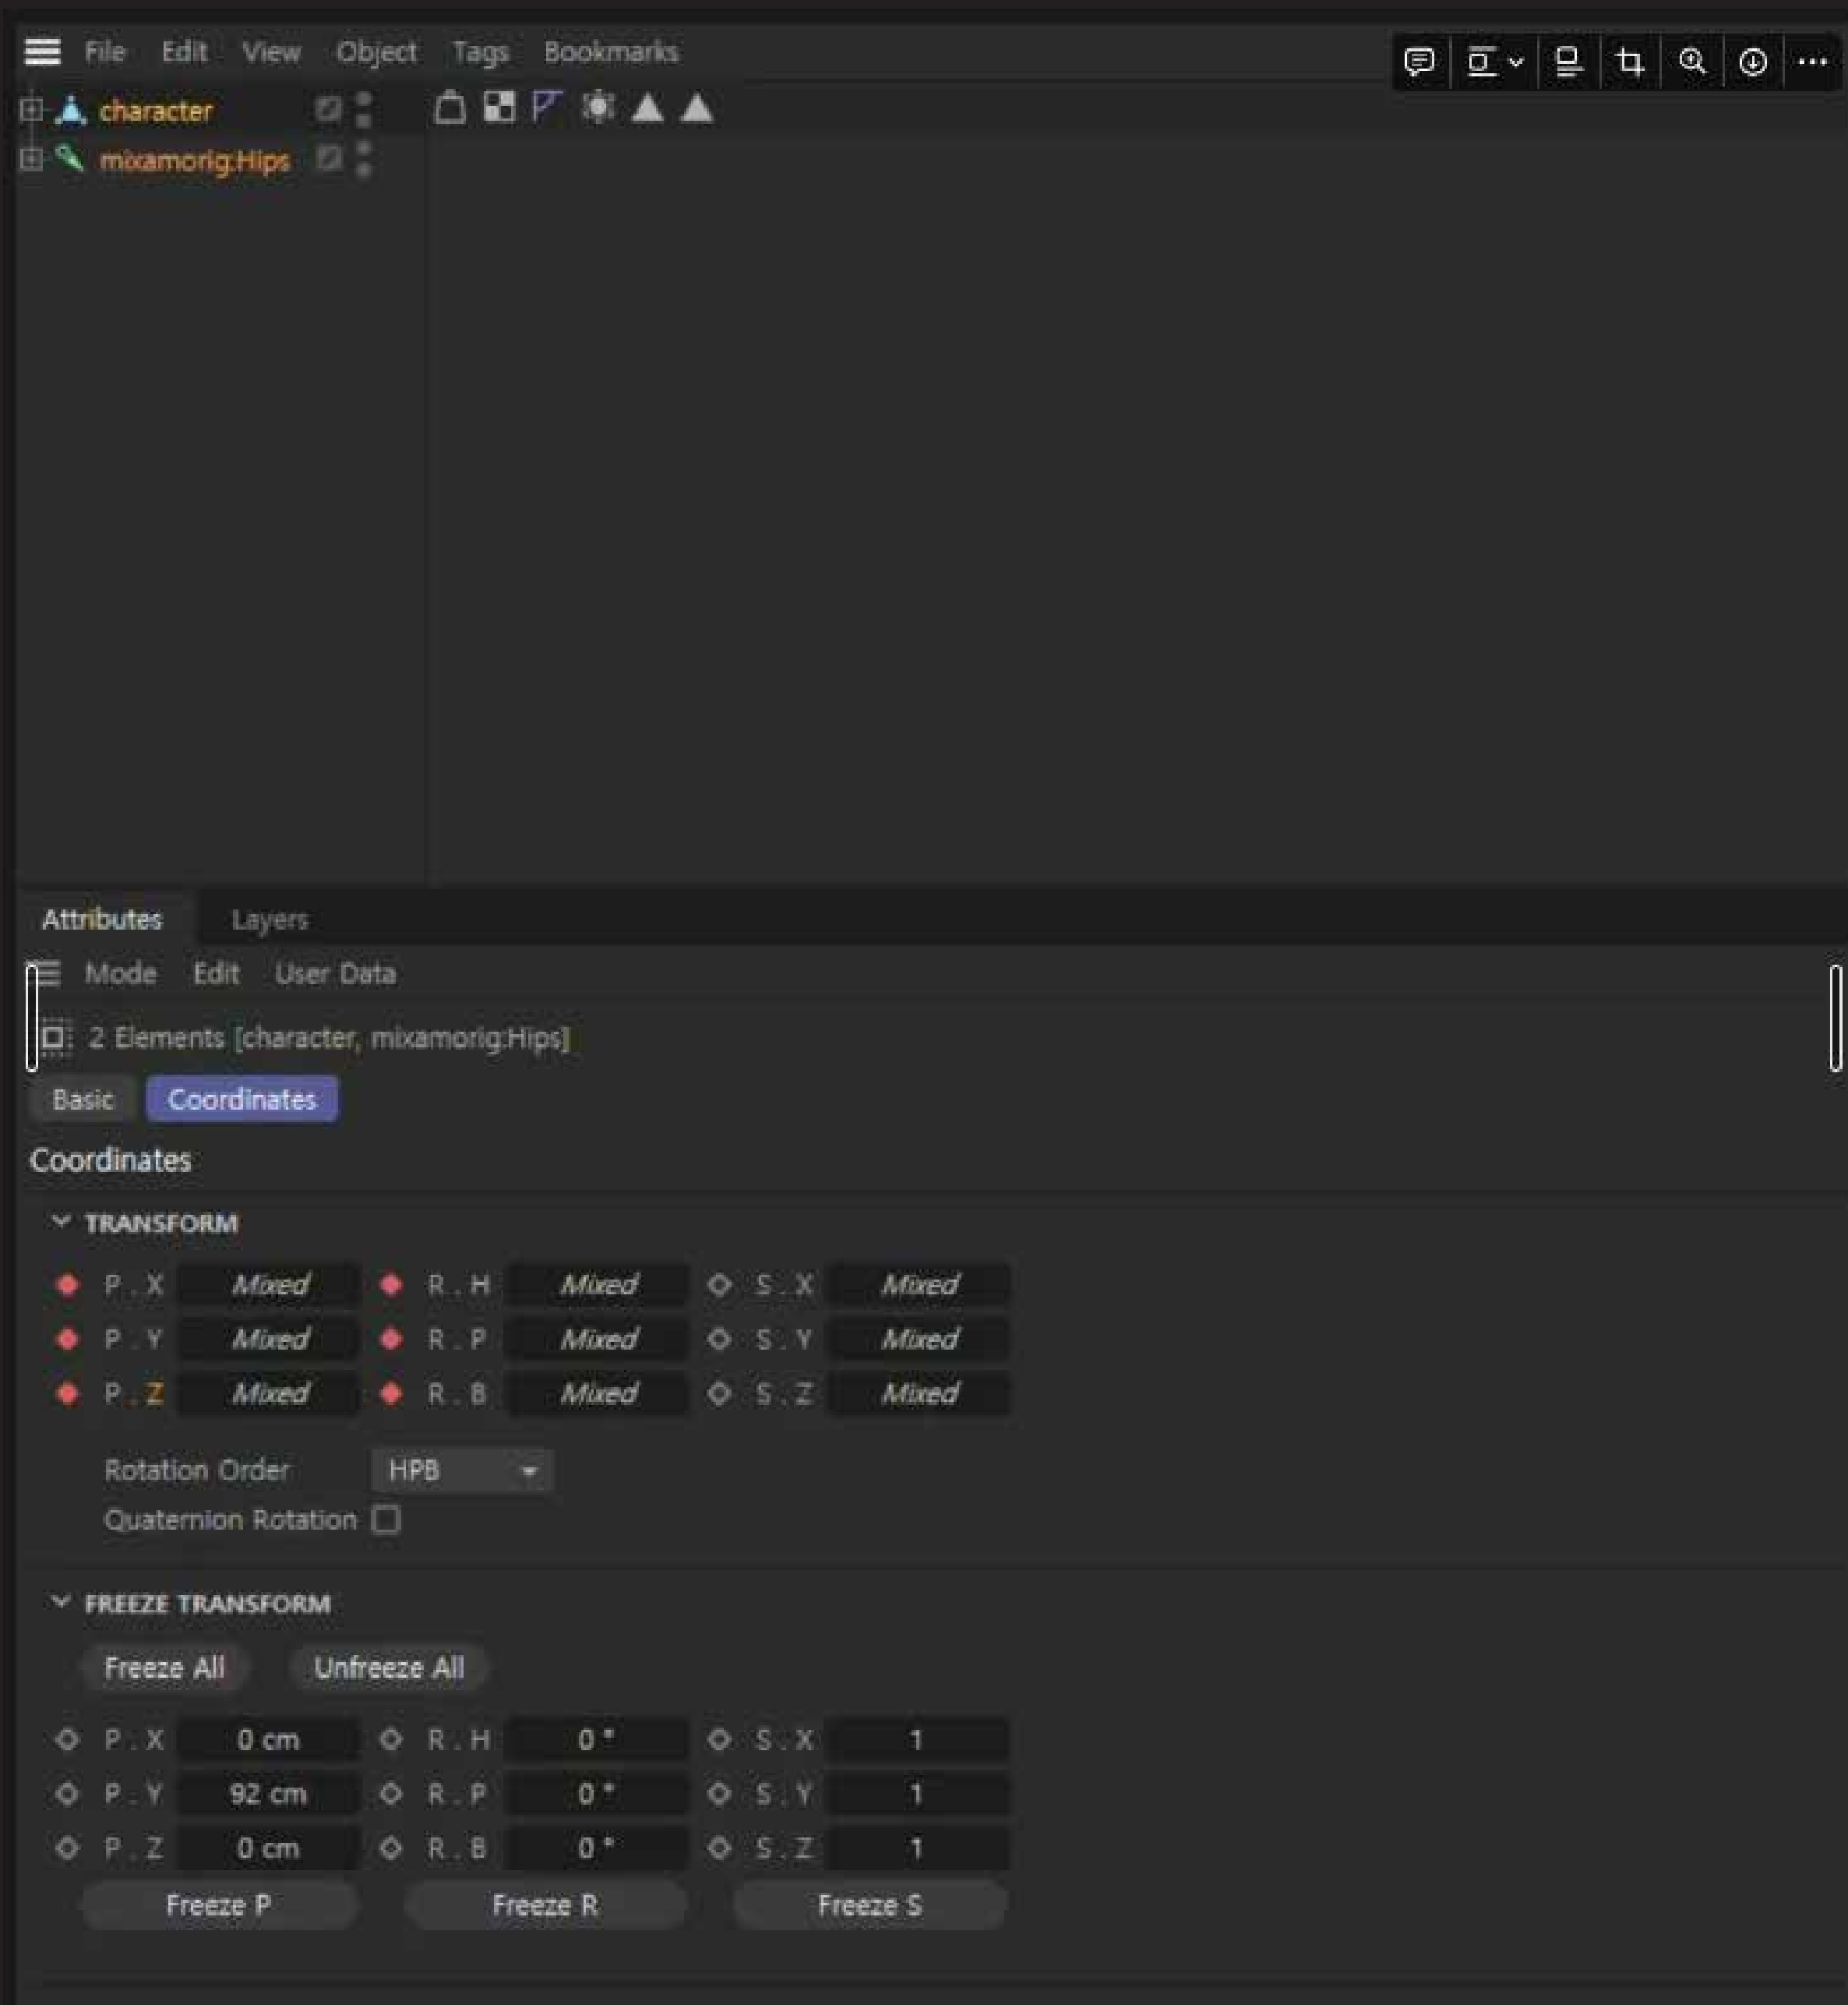 File Edit View Object Tags Bookmarks
character
mixamorig:Hips
Attributes Layers
Mode Edit User Data
2 Elements [character, mixamorig:Hips]
Basic Coordinates
Coordinates
TRANSFORM
P . X Mixed R . H Mixed S . X Mixed
P . Y Mixed R . P Mixed S . Y Mixed
P . Z Mixed R . B Mixed S . Z Mixed
Rotation Order HPB
Quaternion Rotation
FREEZE TRANSFORM
Freeze All Unfreeze All
P . X 0 cm R . H 0 ° S . X 1
P . Y 92 cm R . P 0 ° S . Y 1
P . Z 0 cm R . B 0 ° S . Z 1
Freeze P Freeze R Freeze S